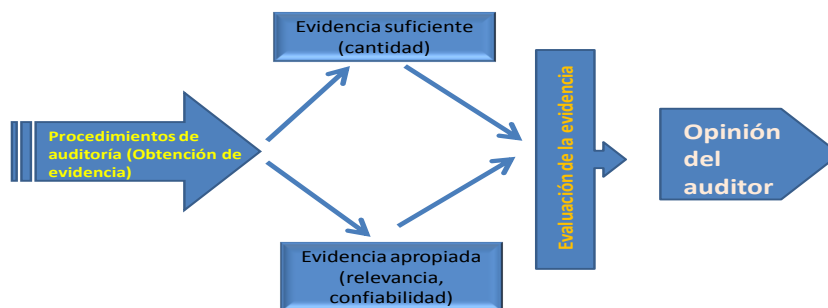 Evidencia suficiente
(cantidad)
Procedimientos de
auditoría (Obtención de
evidencia)
Evidencia apropiada
(relevancia,
confiabilidad)
Evaluación de la evidencia
Opinión
del
auditor